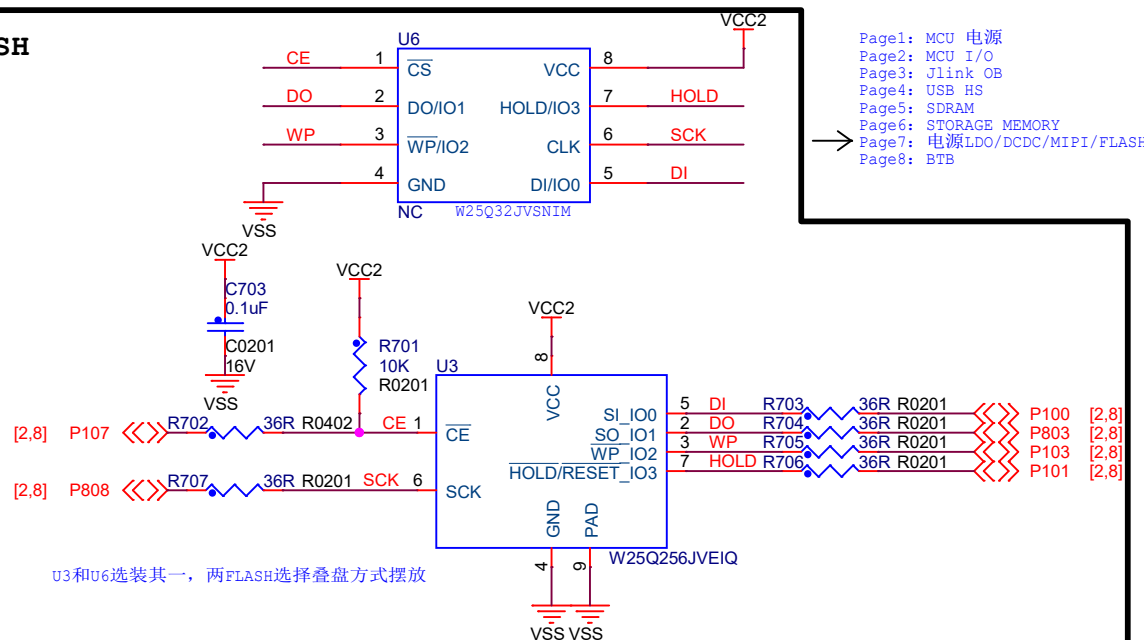 SH
VCC2
U6
CE 1 CS VCC 8
DO 2 DO/IO1 HOLD/IO3 7 HOLD
WP 3 WP/IO2 CLK 6 SCK
4 GND DI/IO0 5 DI
NC W25Q32JVSNIM
VSS
Page1: MCU 电源
Page2: MCU I/O
Page3: Jlink OB
Page4: USB HS
Page5: SDRAM
Page6: STORAGE MEMORY
Page7: 电源LDO/DCDC/MIPI/FLASH
Page8: BTB
VCC2
C703
0.1uF
C0201
16V
VSS
VCC2
R701
10K
R0201
VCC2
U3
8
VCC
[2,8] P107 R702 36R R0402 CE 1 CE
[2,8] P808 R707 36R R0201 SCK 6 SCK
SI_IO0 5 DI R703 36R R0201 P100 [2,8]
SO_IO1 2 DO R704 36R R0201 P803 [2,8]
WP_IO2 3 WP R705 36R R0201 P103 [2,8]
HOLD/RESET_IO3 7 HOLD R706 36R R0201 P101 [2,8]
GND PAD
W25Q256JVEIQ
4 9
VSS VSS
U3和U6选装其一，两FLASH选择叠盘方式摆放